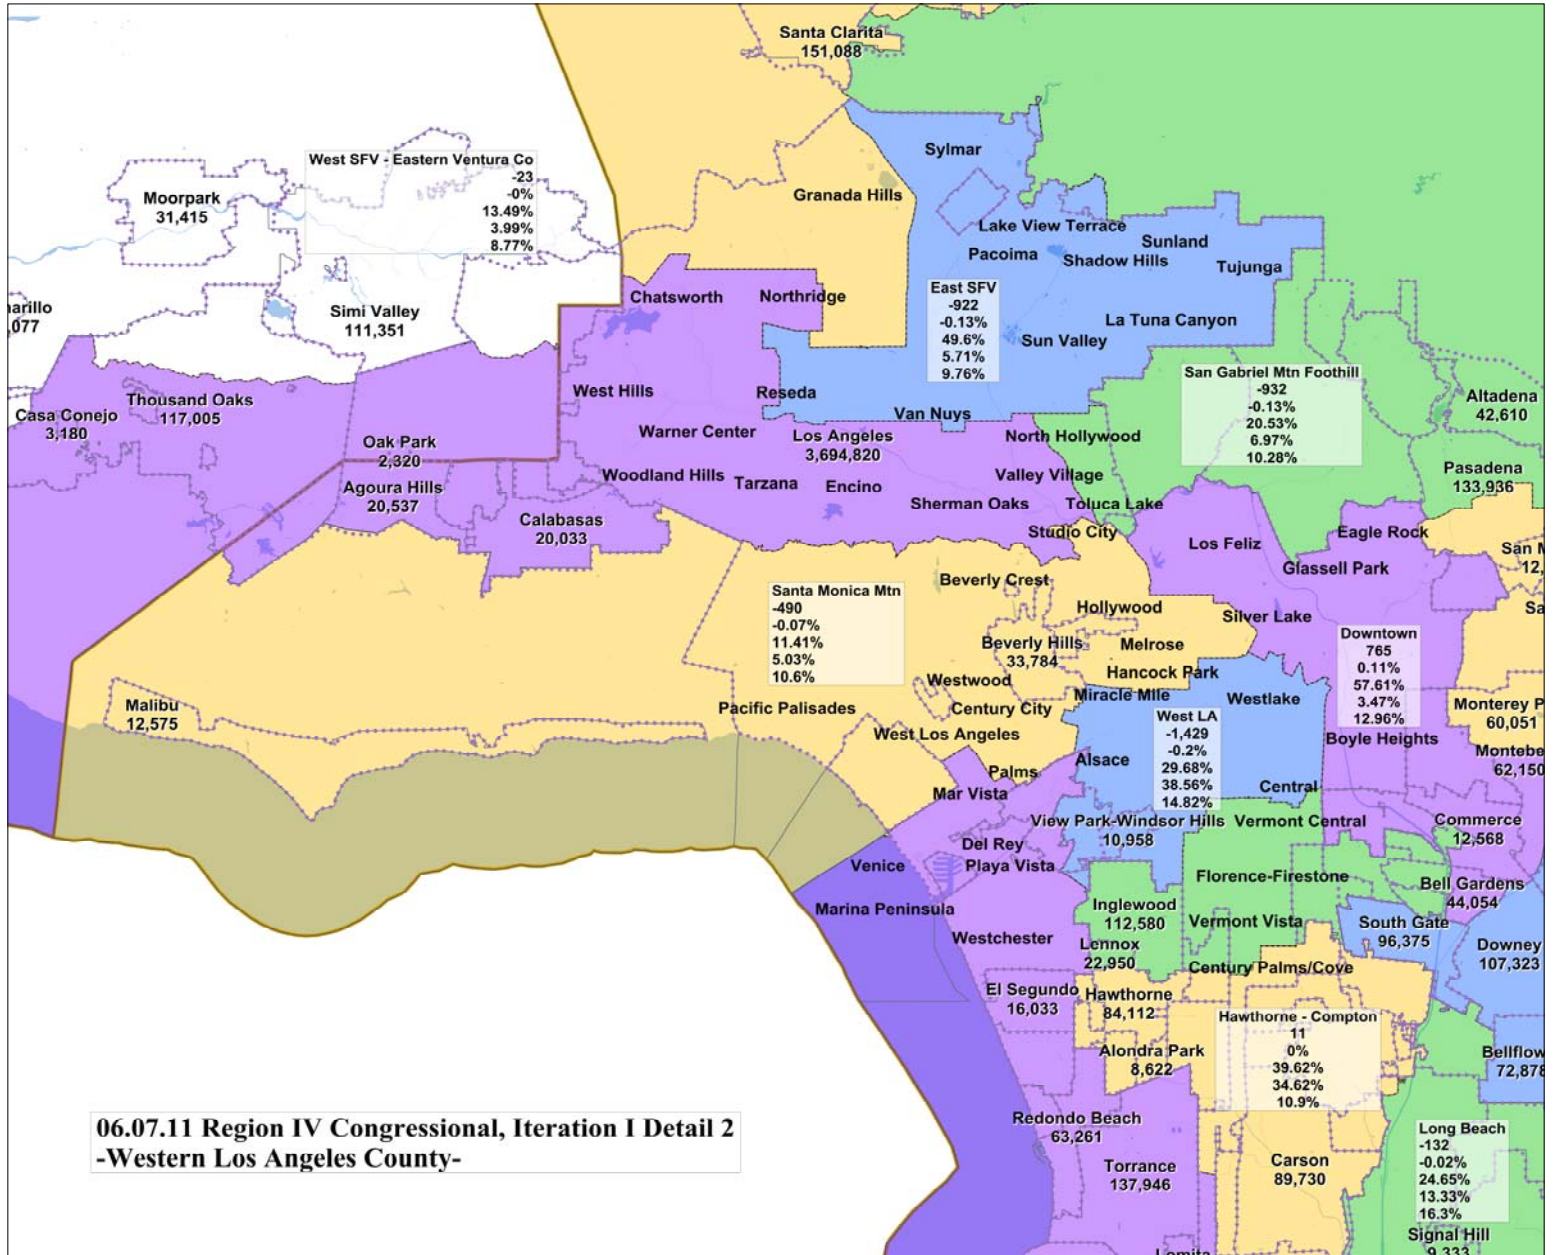 Santa Clarita
151,088
West SFV - Eastern Ventura Co
-23
-0%
13.49%
3.99%
8.77%
Sylmar
Moorpark
31,415
Granada Hills
Lake View Terrace
Sunland
Pacoima
Shadow Hills
Tujunga
East SFV
-922
-0.13%
49.6%
5.71%
9.76%
Chatsworth
Northridge
arillo
,077
Simi Valley
111,351
La Tuna Canyon
Sun Valley
San Gabriel Mtn Foothill
-932
-0.13%
20.53%
6.97%
10.28%
West Hills
Reseda
Altadena
42,610
Thousand Oaks
117,005
Casa Conejo
3,180
Van Nuys
Warner Center
Los Angeles
3,694,820
North Hollywood
Oak Park
2,320
Pasadena
133,936
Woodland Hills
Tarzana
Encino
Valley Village
Agoura Hills
20,537
Sherman Oaks
Toluca Lake
Calabasas
20,033
Studio City
Los Feliz
Eagle Rock
San M
12,
Glassell Park
Beverly Crest
Santa Monica Mtn
-490
-0.07%
11.41%
5.03%
10.6%
Hollywood
Silver Lake
Sa
Beverly Hills
33,784
Melrose
Downtown
765
0.11%
57.61%
3.47%
12.96%
Hancock Park
Westwood
Miracle Mile
Westlake
Malibu
12,575
Pacific Palisades
Century City
Monterey P
60,051
West LA
-1,429
-0.2%
29.68%
38.56%
14.82%
West Los Angeles
Boyle Heights
Montebe
62,150
Alsace
Palms
Central
Mar Vista
View Park-Windsor Hills
10,958
Vermont Central
Commerce
12,568
Del Rey
Venice
Playa Vista
Florence-Firestone
Bell Gardens
44,054
Marina Peninsula
Inglewood
112,580
Vermont Vista
South Gate
96,375
Westchester
Lennox
22,950
Downey
107,323
Century Palms/Cove
El Segundo
16,033
Hawthorne
84,112
Hawthorne - Compton
11
0%
39.62%
34.62%
10.9%
Alondra Park
8,622
Bellflow
72,878
Redondo Beach
63,261
Long Beach
-132
-0.02%
24.65%
13.33%
16.3%
06.07.11 Region IV Congressional, Iteration I Detail 2
-Western Los Angeles County-
Torrance
137,946
Carson
89,730
Signal Hill
9,333
Lomita